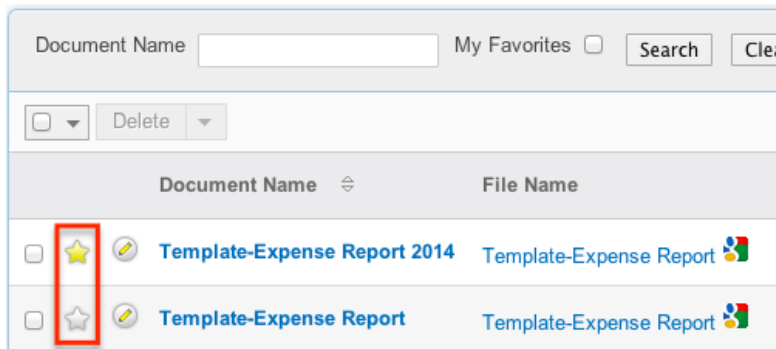 Document Name My Favorites Search Clea
Delete
Document Name File Name
Template-Expense Report 2014 Template-Expense Report
Template-Expense Report Template-Expense Report